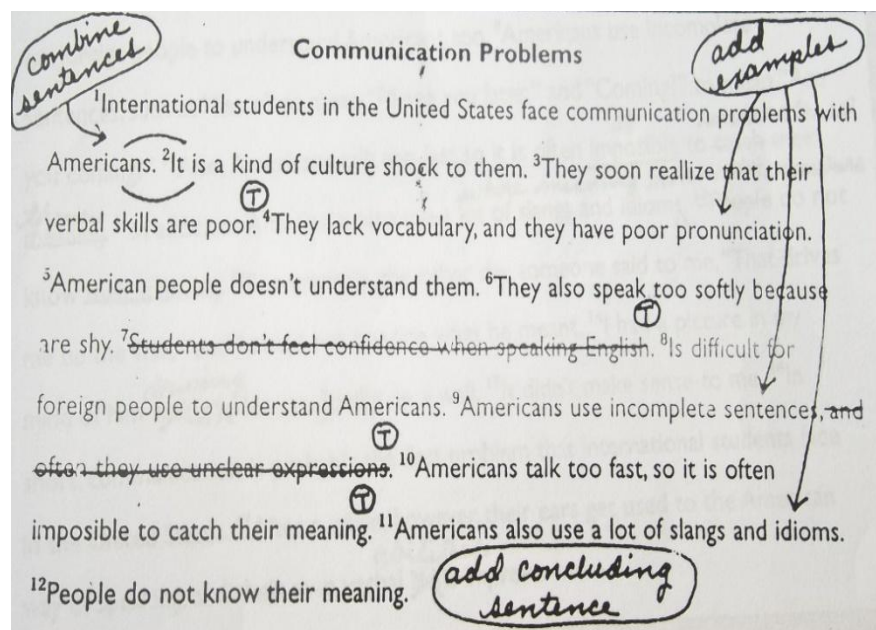 combine
sentences
Communication Problems
add
examples
¹International students in the United States face communication problems with
Americans. ²It is a kind of culture shock to them. ³They soon reallize that their
T
verbal skills are poor. ⁴They lack vocabulary, and they have poor pronunciation.
⁵American people doesn't understand them. ⁶They also speak too softly because
T
are shy. ⁷Students don't feel confidence when speaking English. ⁸Is difficult for
foreign people to understand Americans. ⁹Americans use incomplete sentences, and
T
often they use unclear expressions. ¹⁰Americans talk too fast, so it is often
T
imposible to catch their meaning. ¹¹Americans also use a lot of slangs and idioms.
¹²People do not know their meaning.
add concluding
sentence